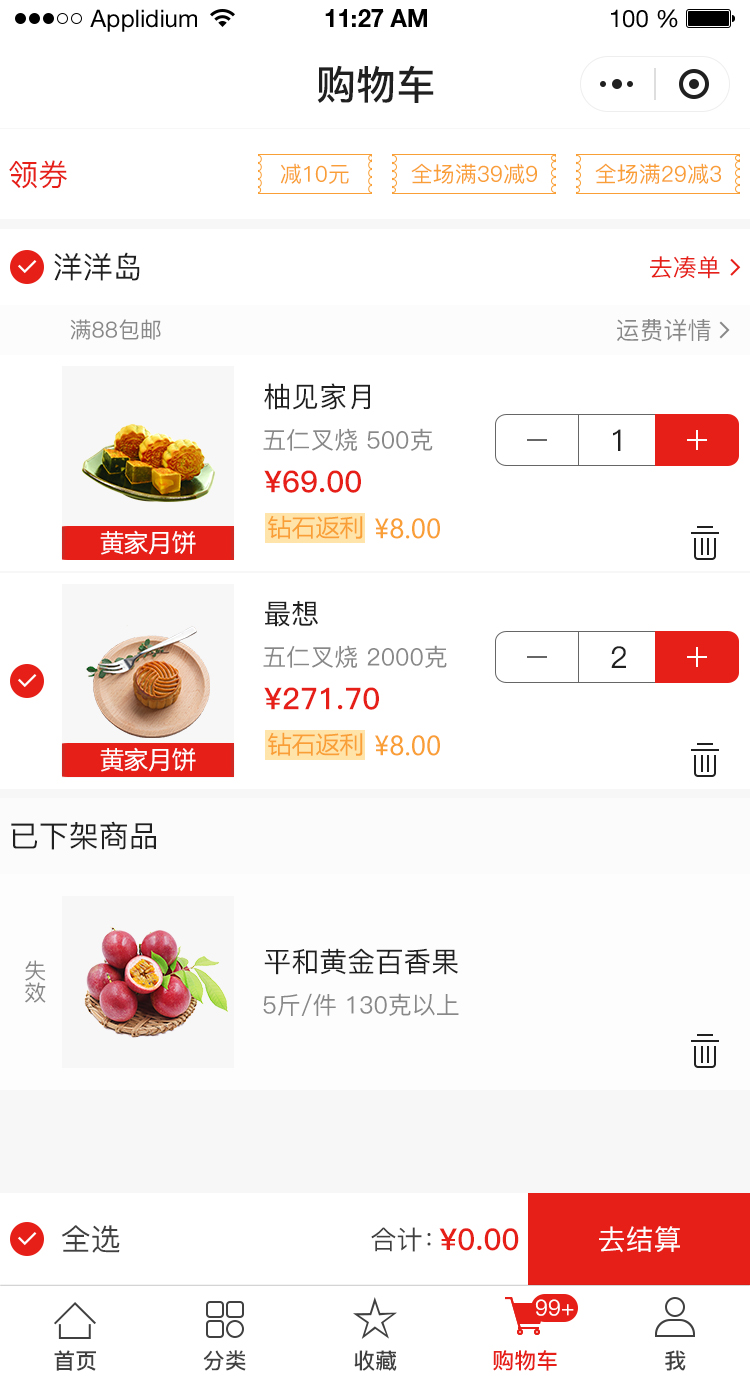 Applidium
11:27 AM
100 %
购物车
领券
减10元
全场满39减9
全场满29减3
洋洋岛
去凑单
满88包邮
运费详情
柚见家月
五仁叉烧 500克
¥69.00
钻石返利 ¥8.00
1
黄家月饼
最想
五仁叉烧 2000克
¥271.70
钻石返利 ¥8.00
2
黄家月饼
已下架商品
失效
平和黄金百香果
5斤/件 130克以上
全选
合计: ¥0.00
去结算
99+
首页
分类
收藏
购物车
我